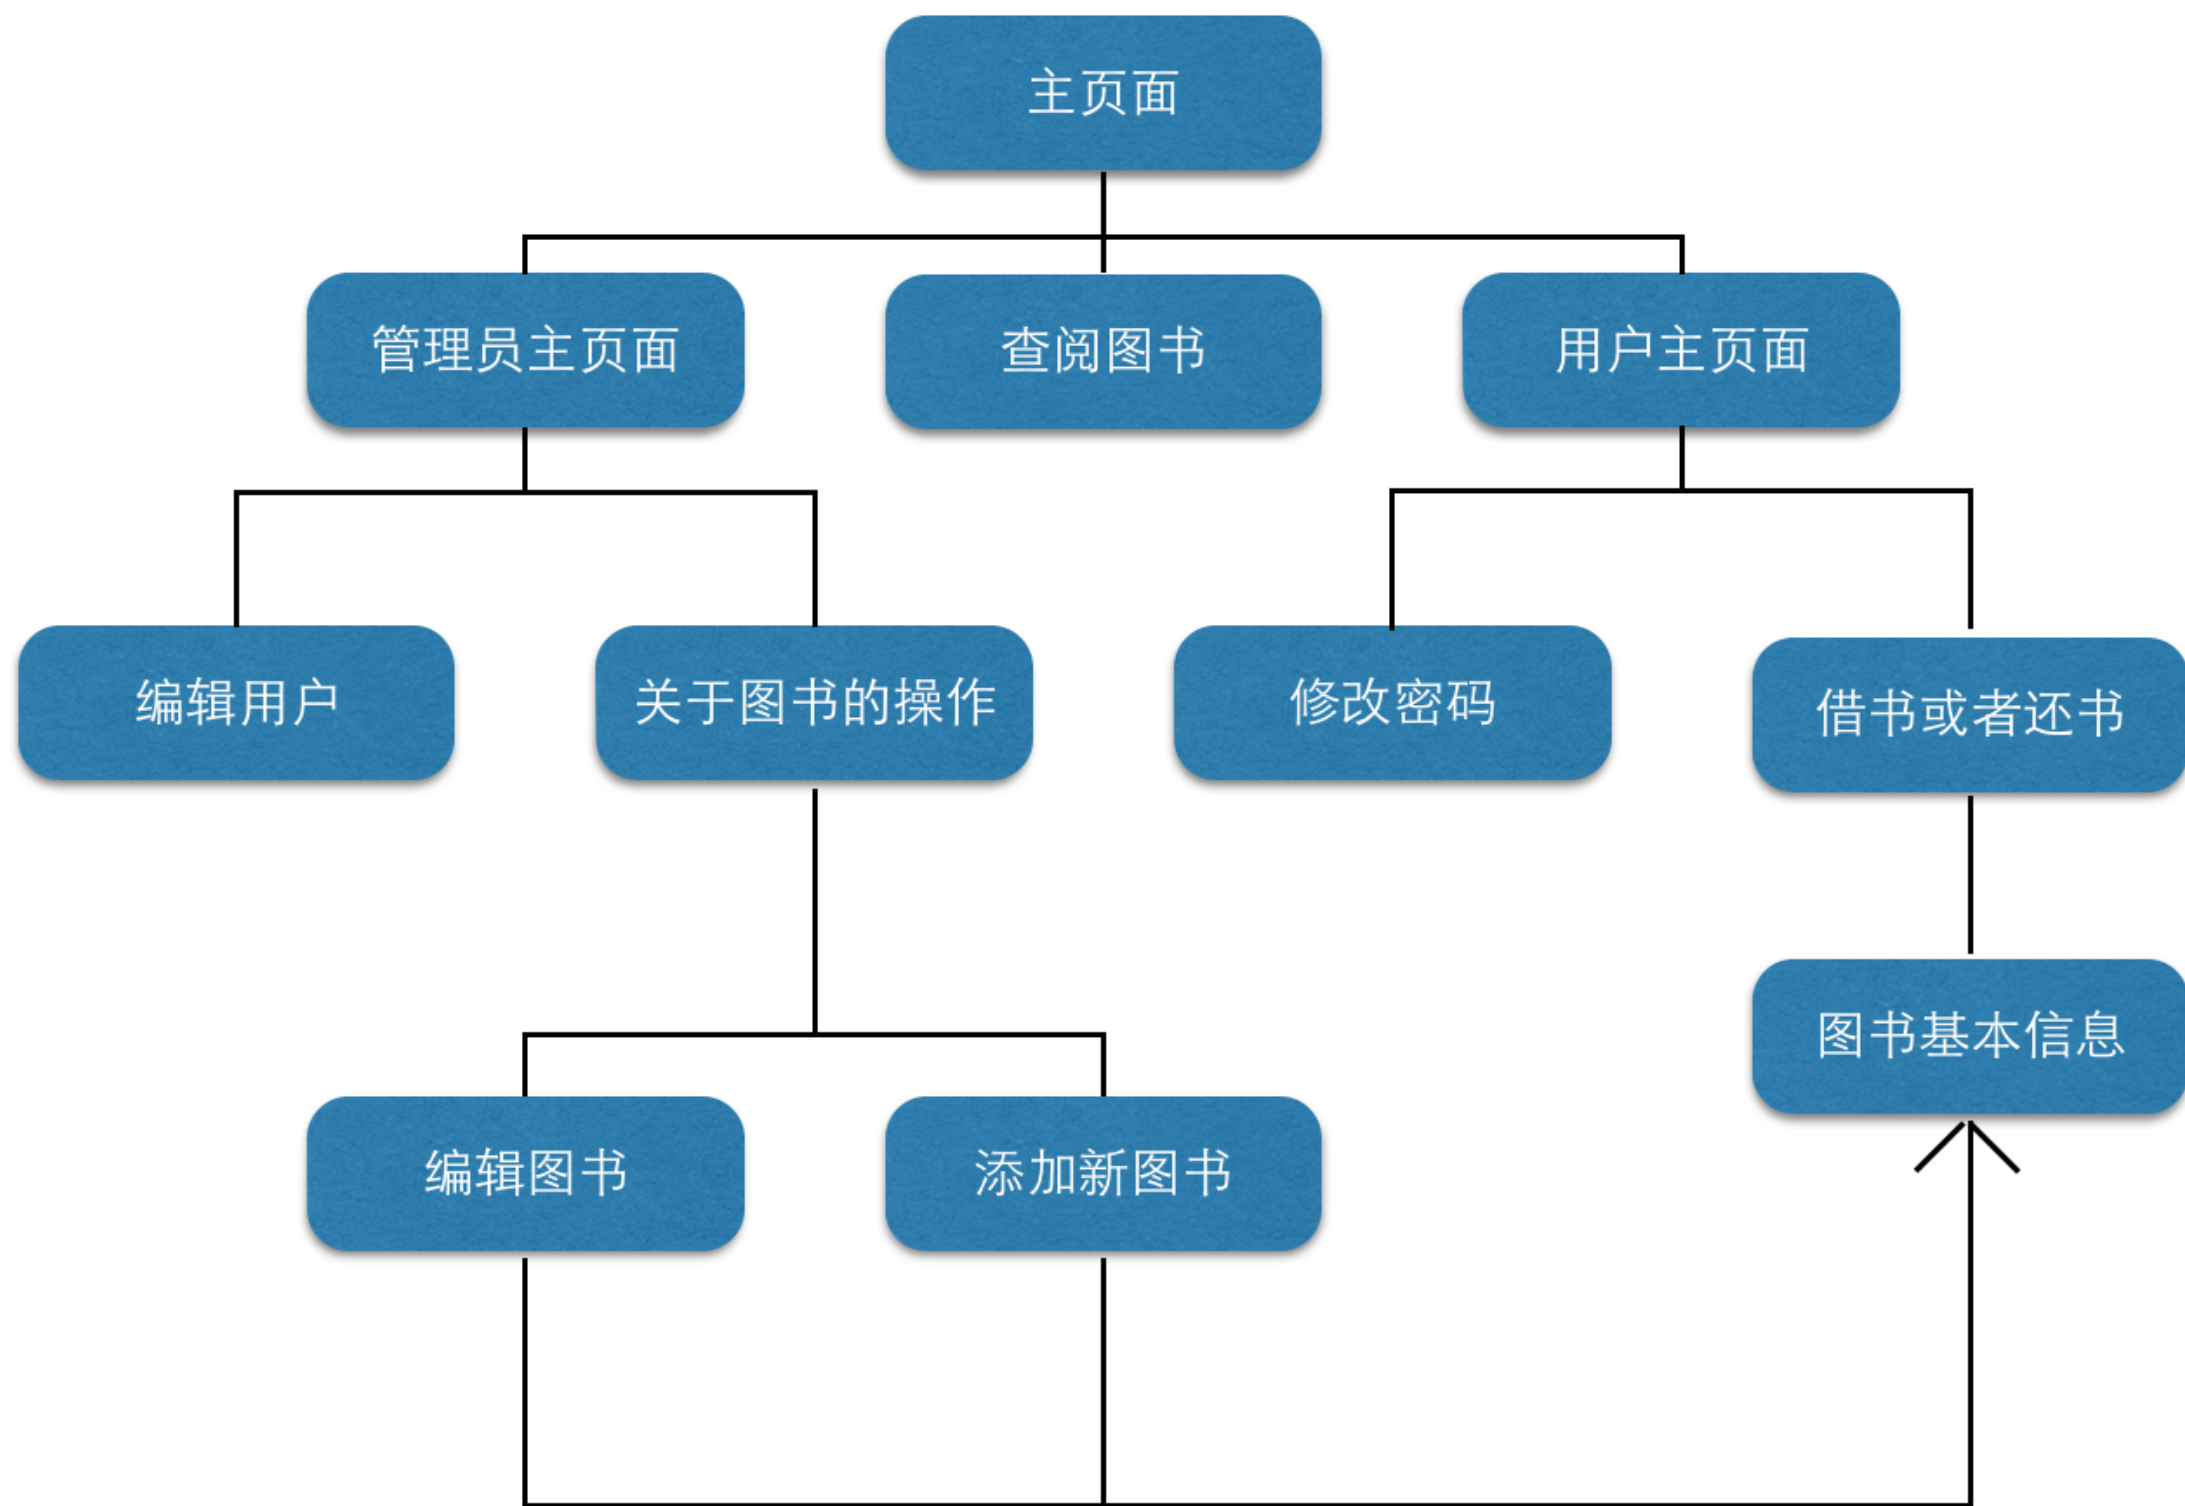 主页面
管理员主页面
查阅图书
用户主页面
编辑用户
关于图书的操作
修改密码
借书或者还书
图书基本信息
编辑图书
添加新图书